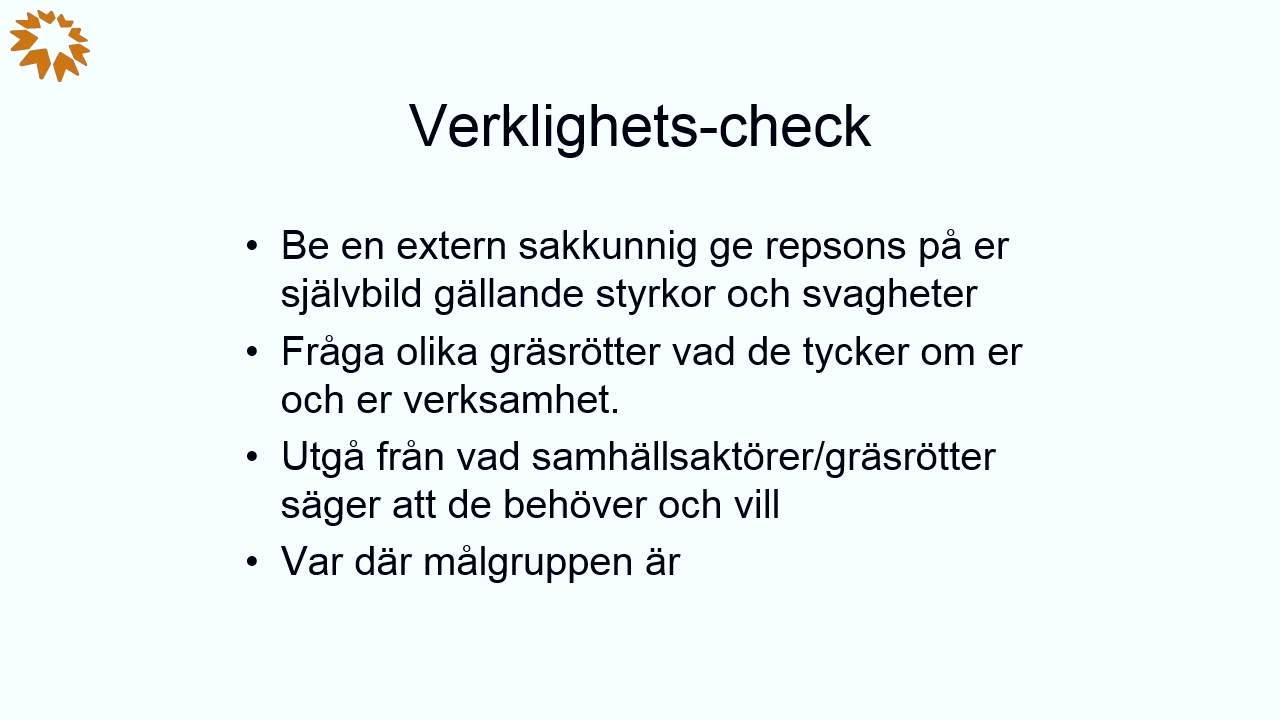 Verklighets-check
• Be en extern sakkunnig ge repsons på er
självbild gällande styrkor och svagheter
• Fråga olika gräsrötter vad de tycker om er
och er verksamhet.
• Utgå från vad samhällsaktörer/gräsrötter
säger att de behöver och vill
• Var där målgruppen är